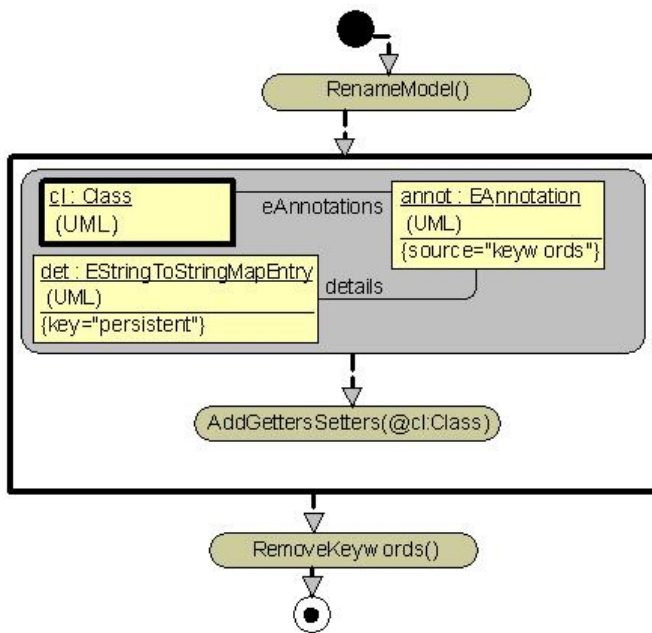 RenameModel()
cl : Class
(UML)
eAnnotations
annot : EAnnotation
(UML)
{source="keywords"}
det : EStringToStringMapEntry
(UML)
{key="persistent"}
details
AddGettersSetters(@cl:Class)
RemoveKeywords()